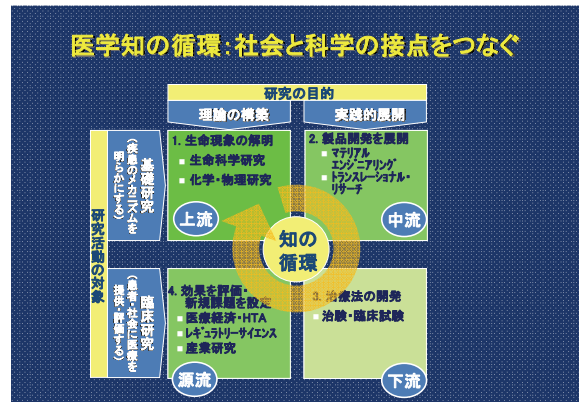 医学知の循環：社会と科学の接点をつなぐ
研究の目的
理論の構築
実践的展開
研究活動の対象
基礎研究
（疾患のメカニズムを
明らかにする）
1. 生命現象の解明
■ 生命科学研究
■ 化学・物理研究
上流
2. 製品開発を展開
■ マテリアル
エンジニアリング
■ トランスレーショナル・
リサーチ
中流
知の
循環
臨床研究
（患者・社会に医療を
提供・評価する）
4. 効果を評価・
新規課題を設定
■ 医療経済・HTA
■ レギュラトリーサイエンス
■ 産業研究
源流
3. 治療法の開発
■ 治験・臨床試験
下流